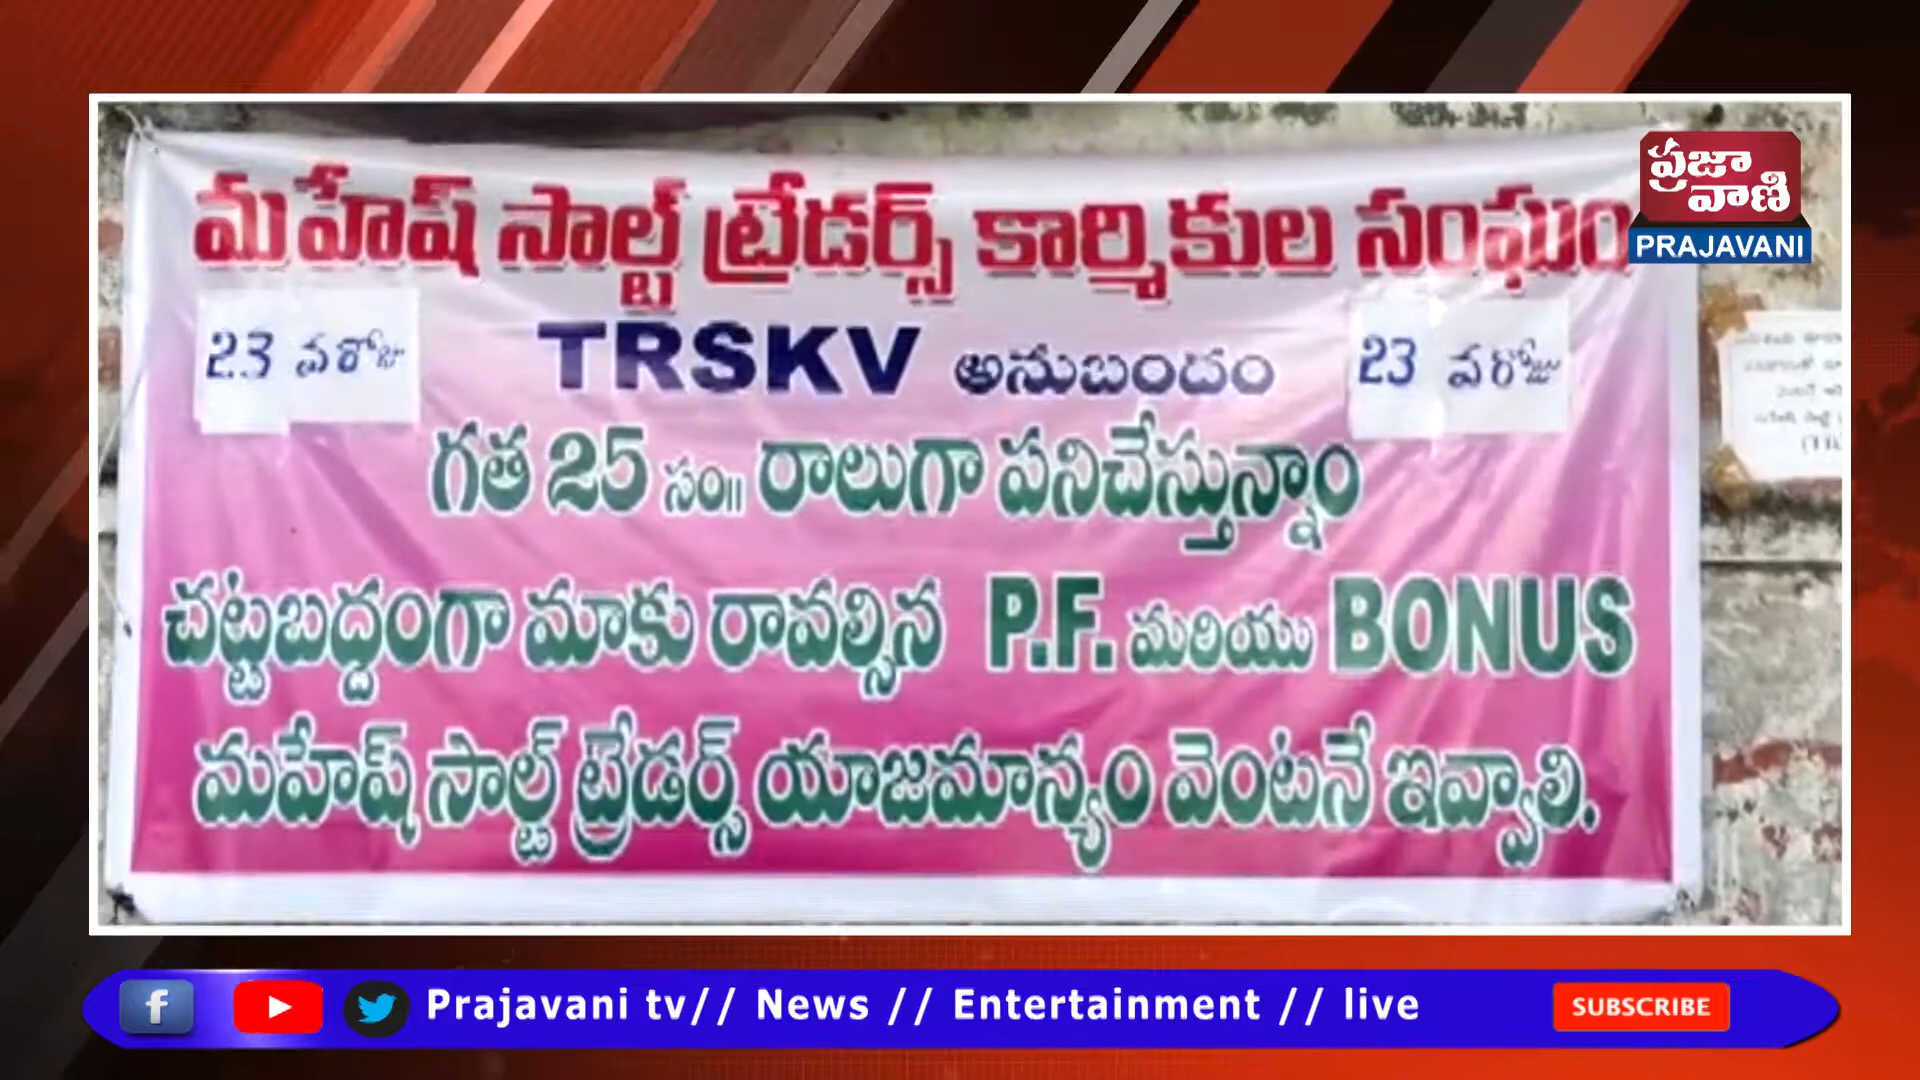 ప్రజా
వాణి
PRAJAVANI
మహేష్ సాల్ట్ ట్రేడర్స్ కార్మికుల సంఘం
23 వరోజు
TRSKV అనుబందం
23 వరోజు
గత 25 సం॥ రాలుగా పనిచేస్తున్నాం
చట్టబద్దంగా మాకు రావల్సిన P.F. మరియు BONUS
మహేష్ సాల్ట్ ట్రేడర్స్ యాజమాన్యం వెంటనే ఇవ్వాలి.
Prajavani tv// News // Entertainment // live
SUBSCRIBE